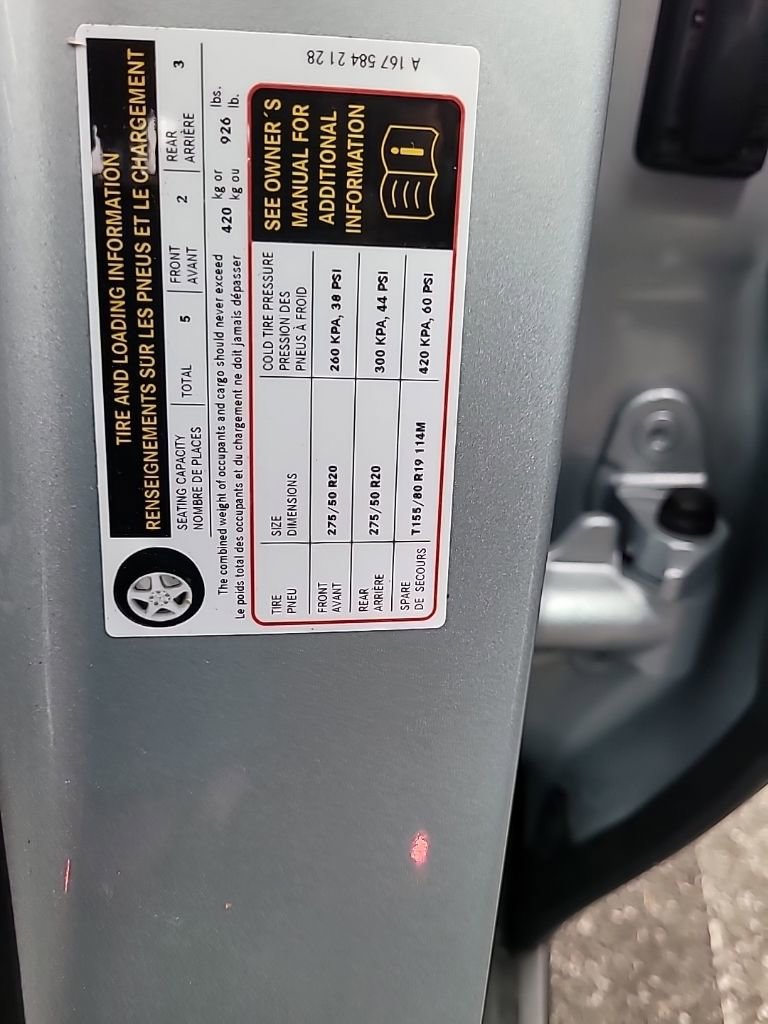 TIRE AND LOADING INFORMATION
RENSEIGNEMENTS SUR LES PNEUS ET LE CHARGEMENT
SEATING CAPACITY TOTAL 5 FRONT 2 REAR 3
NOMBRE DE PLACES AVANT ARRIÈRE
The combined weight of occupants and cargo should never exceed 420 kg or 926 lbs.
Le poids total des occupants et du chargement ne doit jamais dépasser kg ou lb.
TIRE SIZE COLD TIRE PRESSURE
PNEU DIMENSIONS PRESSION DES
PNEUS À FROID
FRONT 275/50 R20 260 KPA, 38 PSI
AVANT
REAR 275/50 R20 300 KPA, 44 PSI
ARRIÈRE
SPARE T155/80 R19 114M 420 KPA, 60 PSI
DE SECOURS
SEE OWNER´S
MANUAL FOR
ADDITIONAL
INFORMATION
A 167 584 21 28